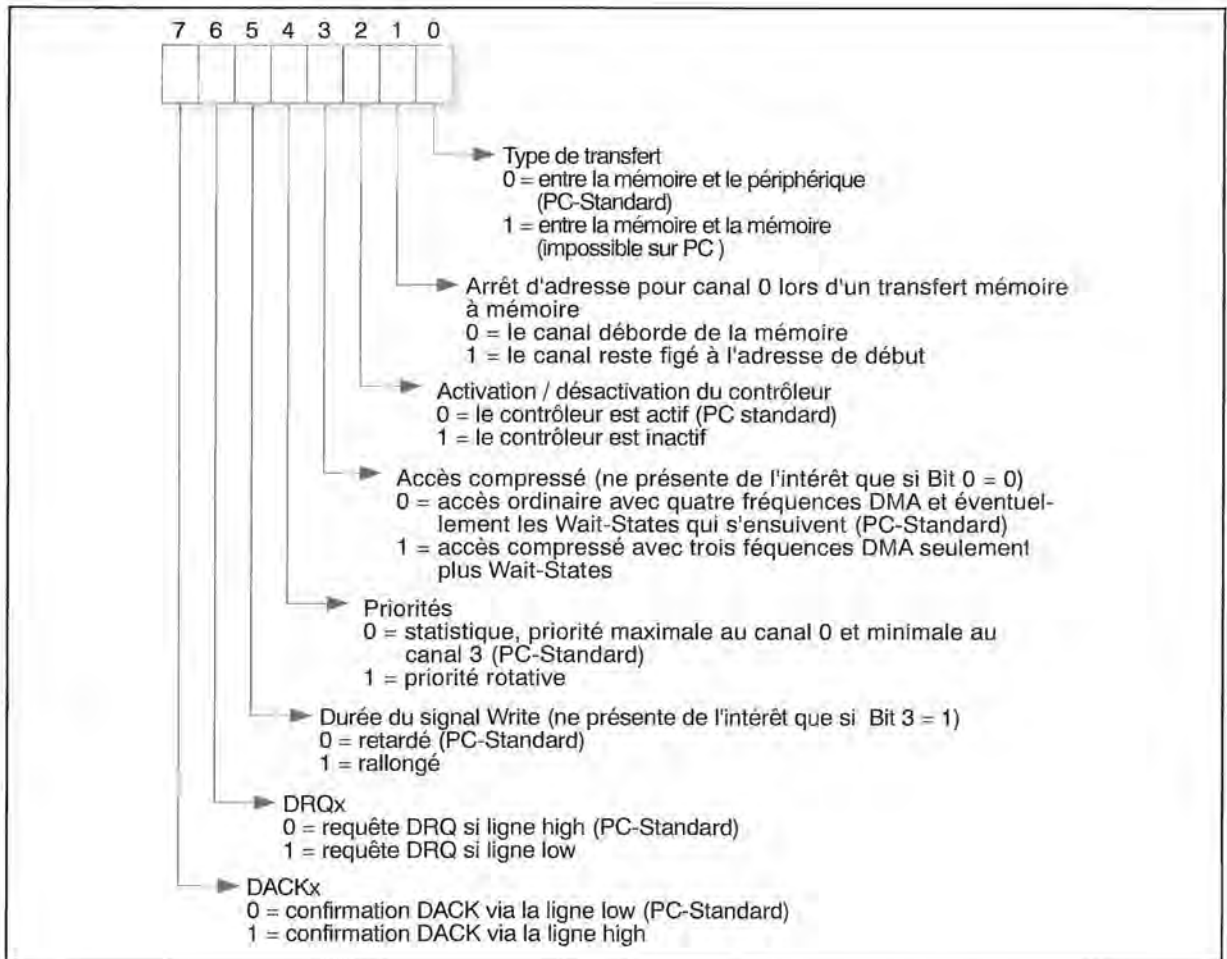 7 6 5 4 3 2 1 0
Type de transfert
0 = entre la mémoire et le périphérique
(PC-Standard)
1 = entre la mémoire et la mémoire
(impossible sur PC )
Arrêt d'adresse pour canal 0 lors d'un transfert mémoire
à mémoire
0 = le canal déborde de la mémoire
1 = le canal reste figé à l'adresse de début
Activation / désactivation du contrôleur
0 = le contrôleur est actif (PC standard)
1 = le contrôleur est inactif
Accès compressé (ne présente de l'intérêt que si Bit 0 = 0)
0 = accès ordinaire avec quatre fréquences DMA et éventuel-
lement les Wait-States qui s'ensuivent (PC-Standard)
1 = accès compressé avec trois féquences DMA seulement
plus Wait-States
Priorités
0 = statistique, priorité maximale au canal 0 et minimale au
canal 3 (PC-Standard)
1 = priorité rotative
Durée du signal Write (ne présente de l'intérêt que si Bit 3 = 1)
0 = retardé (PC-Standard)
1 = rallongé
DRQx
0 = requête DRQ si ligne high (PC-Standard)
1 = requête DRQ si ligne low
DACKx
0 = confirmation DACK via la ligne low (PC-Standard)
1 = confirmation DACK via la ligne high